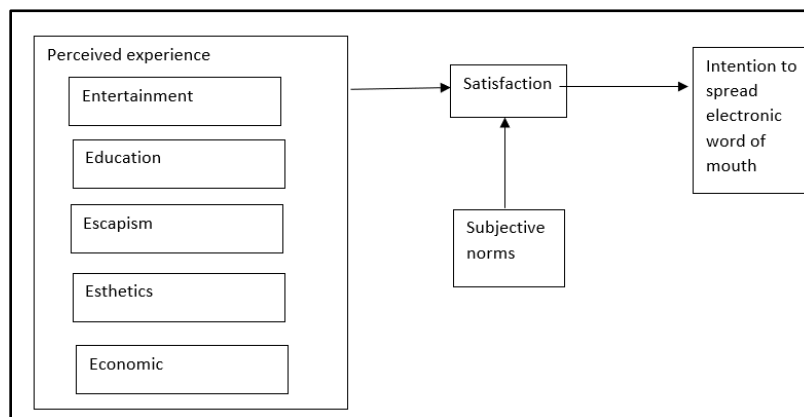 Perceived experience
Entertainment
Education
Escapism
Esthetics
Economic
Satisfaction
Subjective
norms
Intention to
spread
electronic
word of
mouth